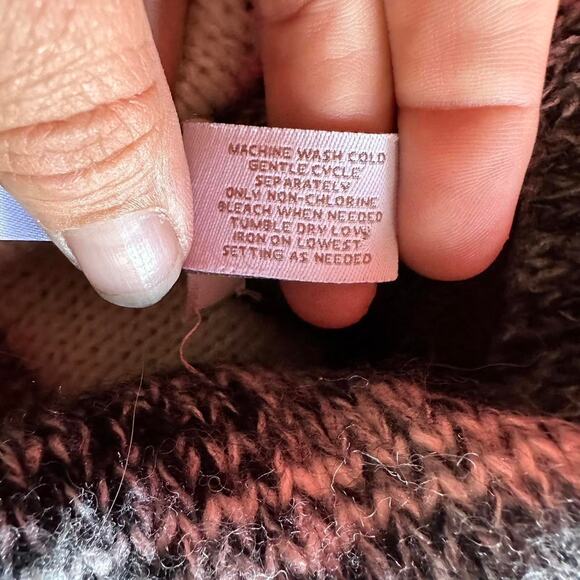 MACHINE WASH COLD
GENTLE CYCLE
SEPARATELY
ONLY NON-CHLORINE
BLEACH WHEN NEEDED
TUMBLE DRY LOW
IRON ON LOWEST
SETTING AS NEEDED